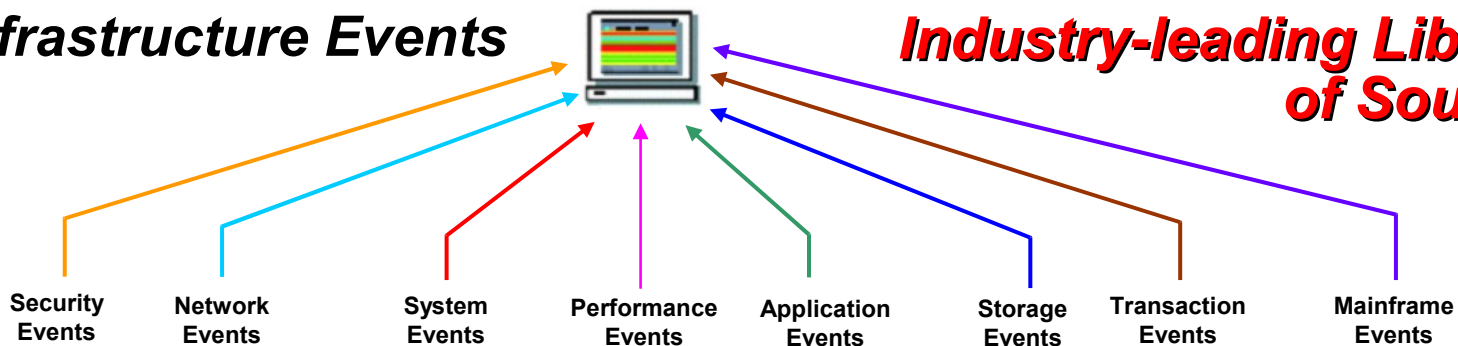 frastructure Events
Industry-leading Lib
of Sou
Security
Events
Network
Events
System
Events
Performance
Events
Application
Events
Storage
Events
Transaction
Events
Mainframe
Events